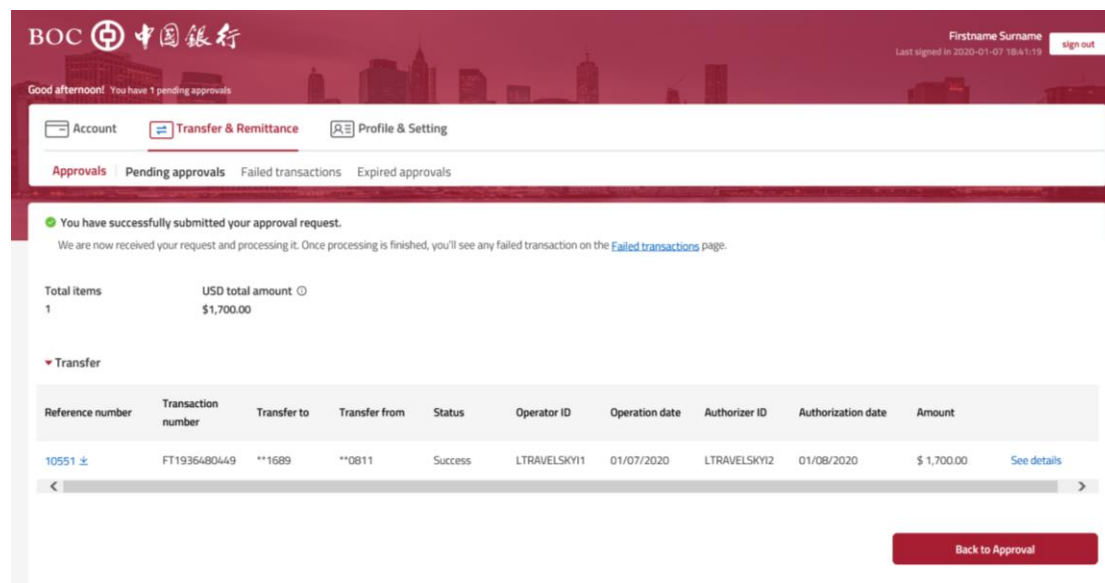 BOC 中国銀行
Firstname Surname
Last signed in 2020-01-07 18:41:19
sign out
Good afternoon! You have 1 pending approvals
Account Transfer & Remittance Profile & Setting
Approvals Pending approvals Failed transactions Expired approvals
You have successfully submitted your approval request.
We are now received your request and processing it. Once processing is finished, you'll see any failed transaction on the Failed transactions page.
Total items USD total amount
1 $1,700.00
Transfer
Reference number Transaction number Transfer to Transfer from Status Operator ID Operation date Authorizer ID Authorization date Amount
10551 FT1936480449 **1689 **0811 Success LTRAVELSKYI1 01/07/2020 LTRAVELSKYI2 01/08/2020 $ 1,700.00 See details
Back to Approval